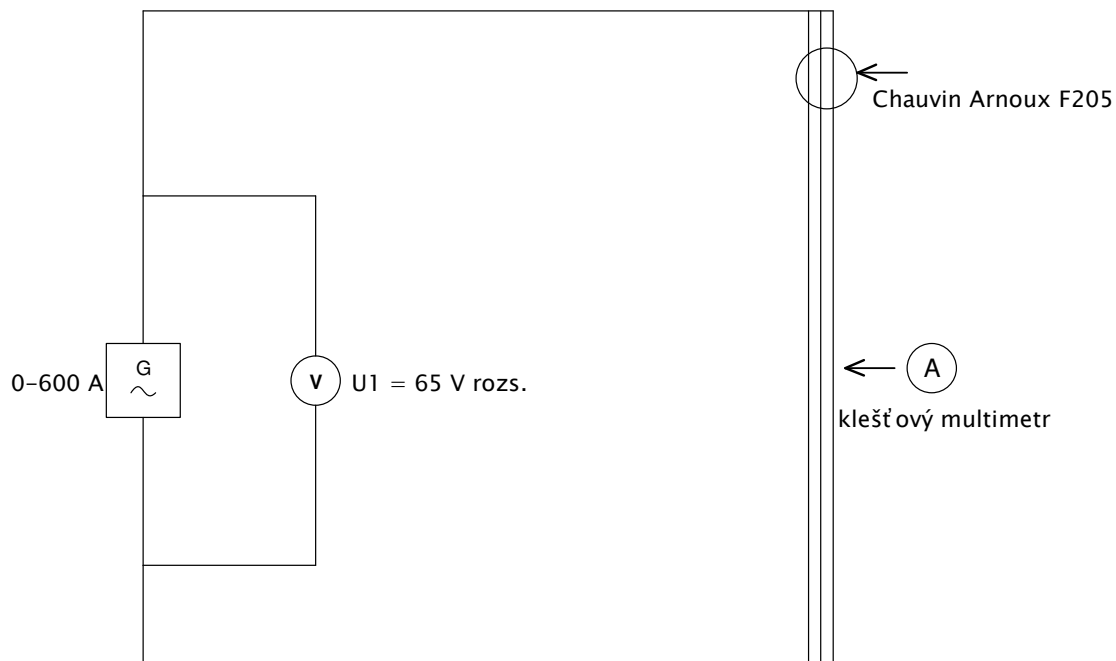 Chauvin Arnoux F205
G
0–600 A
V
U1 = 65 V rozs.
A
klešťový multimetr